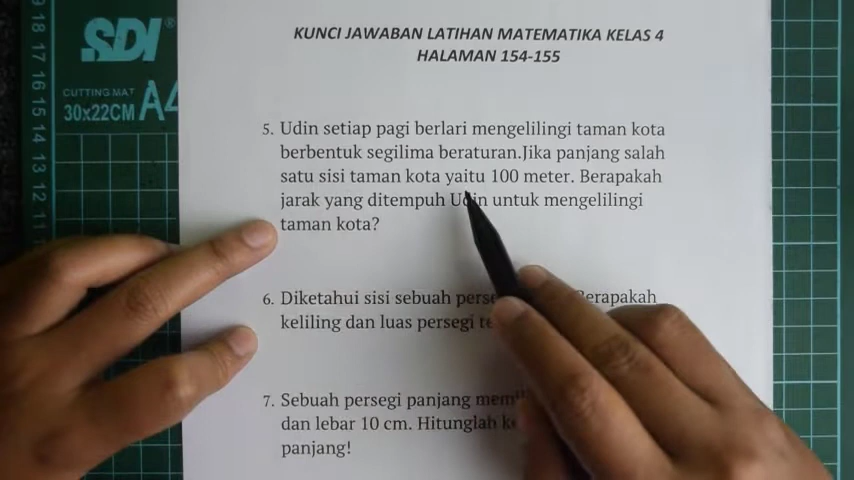 SDI®
CUTTING MAT
30x22CM A4
19 18 17 16 15 14 13 12
KUNCI JAWABAN LATIHAN MATEMATIKA KELAS 4
HALAMAN 154-155
5. Udin setiap pagi berlari mengelilingi taman kota
berbentuk segilima beraturan.Jika panjang salah
satu sisi taman kota yaitu 100 meter. Berapakah
jarak yang ditempuh Udin untuk mengelilingi
taman kota?
6. Diketahui sisi sebuah Berapakah
keliling dan luas persegi
7. Sebuah persegi panjang
dan lebar 10 cm. Hitunglah
panjang!